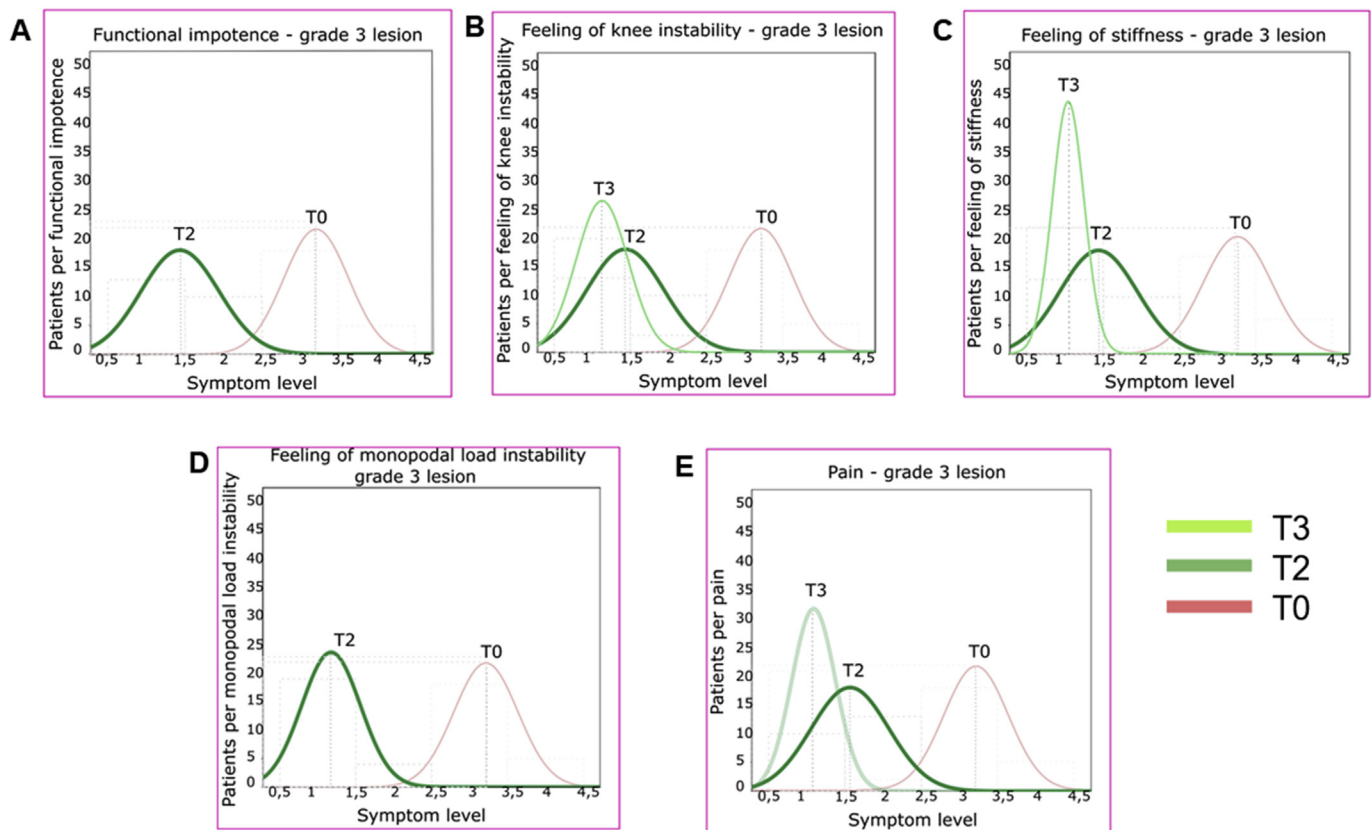 A
Functional impotence - grade 3 lesion
Patients per functional impotence
50
45
40
35
30
25
20
15
10
5
0
T2
T0
0,5 1 1,5 2 2,5 3 3,5 4 4,5
Symptom level
B
Feeling of knee instability - grade 3 lesion
Patients per feeling of knee instability
50
45
40
35
30
25
20
15
10
5
0
T3
T2
T0
0,5 1 1,5 2 2,5 3 3,5 4 4,5
Symptom level
C
Feeling of stiffness - grade 3 lesion
Patients per feeling of stiffness
50
45
40
35
30
25
20
15
10
5
0
T3
T2
T0
0,5 1 1,5 2 2,5 3 3,5 4 4,5
Symptom level
D
Feeling of monopodal load instability
grade 3 lesion
Patients per monopodal load instability
50
45
40
35
30
25
20
15
10
5
0
T2
T0
0,5 1 1,5 2 2,5 3 3,5 4 4,5
Symptom level
E
Pain - grade 3 lesion
Patients per pain
50
45
40
35
30
25
20
15
10
5
0
T3
T2
T0
0,5 1 1,5 2 2,5 3 3,5 4 4,5
Symptom level
T3
T2
T0